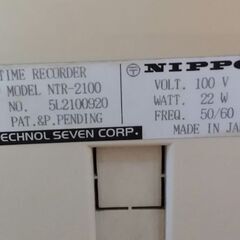 TIME RECORDER
MODEL NTR-2100
NO. 5L2100920
PAT.&P.PENDING
TECHNOL SEVEN CORP.
NIPPO
VOLT. 100 V
WATT. 22 W
FREQ. 50/60
MADE IN JA